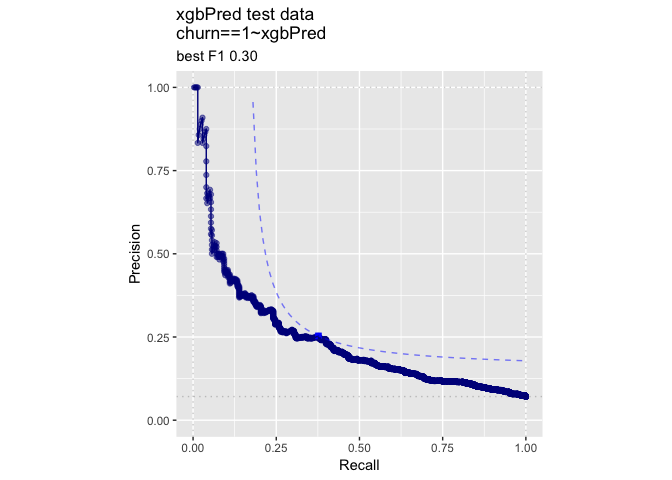 xgbPred test data
churn==1~xgbPred
best F1 0.30
1.00
0.75
0.50
0.25
0.00
Precision
0.00 0.25 0.50 0.75 1.00
Recall